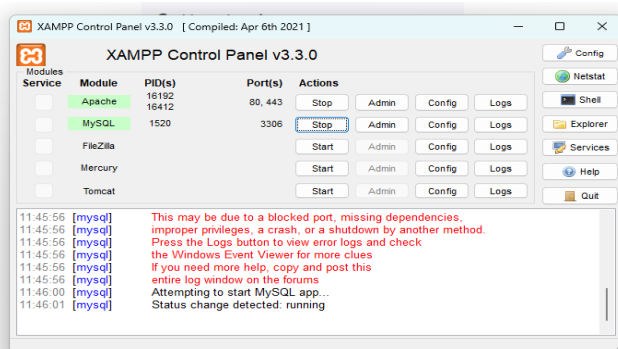 XAMPP Control Panel v3.3.0 [ Compiled: Apr 6th 2021 ]
XAMPP Control Panel v3.3.0
Config
Modules
Service Module PID(s) Port(s) Actions
Netstat
Apache 16192 16412 80, 443 Stop Admin Config Logs
Shell
MySQL 1520 3306 Stop Admin Config Logs
Explorer
FileZilla Start Admin Config Logs
Services
Mercury Start Admin Config Logs
Help
Tomcat Start Admin Config Logs
Quit
11:45:56 [mysql] This may be due to a blocked port, missing dependencies,
11:45:56 [mysql] improper privileges, a crash, or a shutdown by another method.
11:45:56 [mysql] Press the Logs button to view error logs and check
11:45:56 [mysql] the Windows Event Viewer for more clues
11:45:56 [mysql] If you need more help, copy and post this
11:45:56 [mysql] entire log window on the forums
11:46:00 [mysql] Attempting to start MySQL app...
11:46:01 [mysql] Status change detected: running